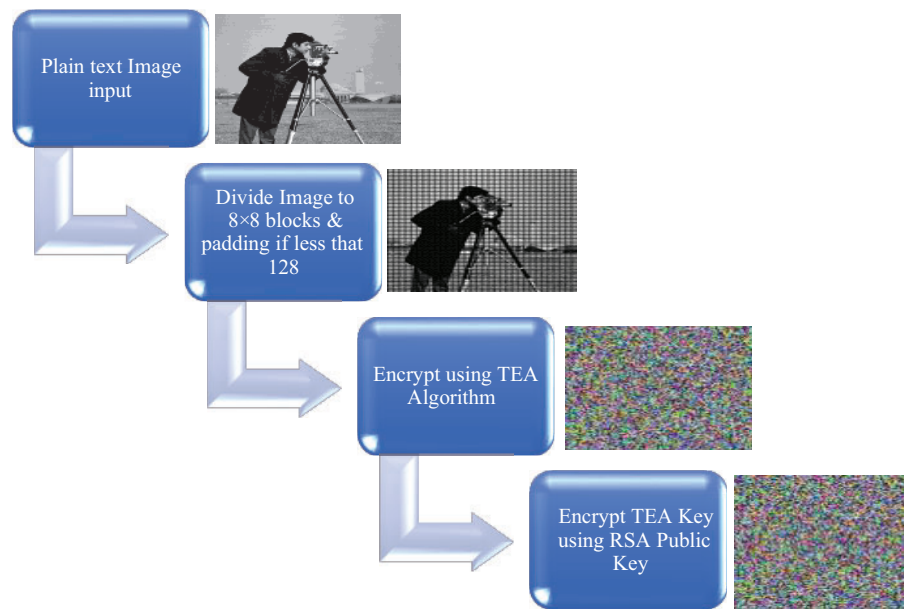 Plain text Image
input
Divide Image to
8×8 blocks &
padding if less that
128
Encrypt using TEA
Algorithm
Encrypt TEA Key
using RSA Public
Key